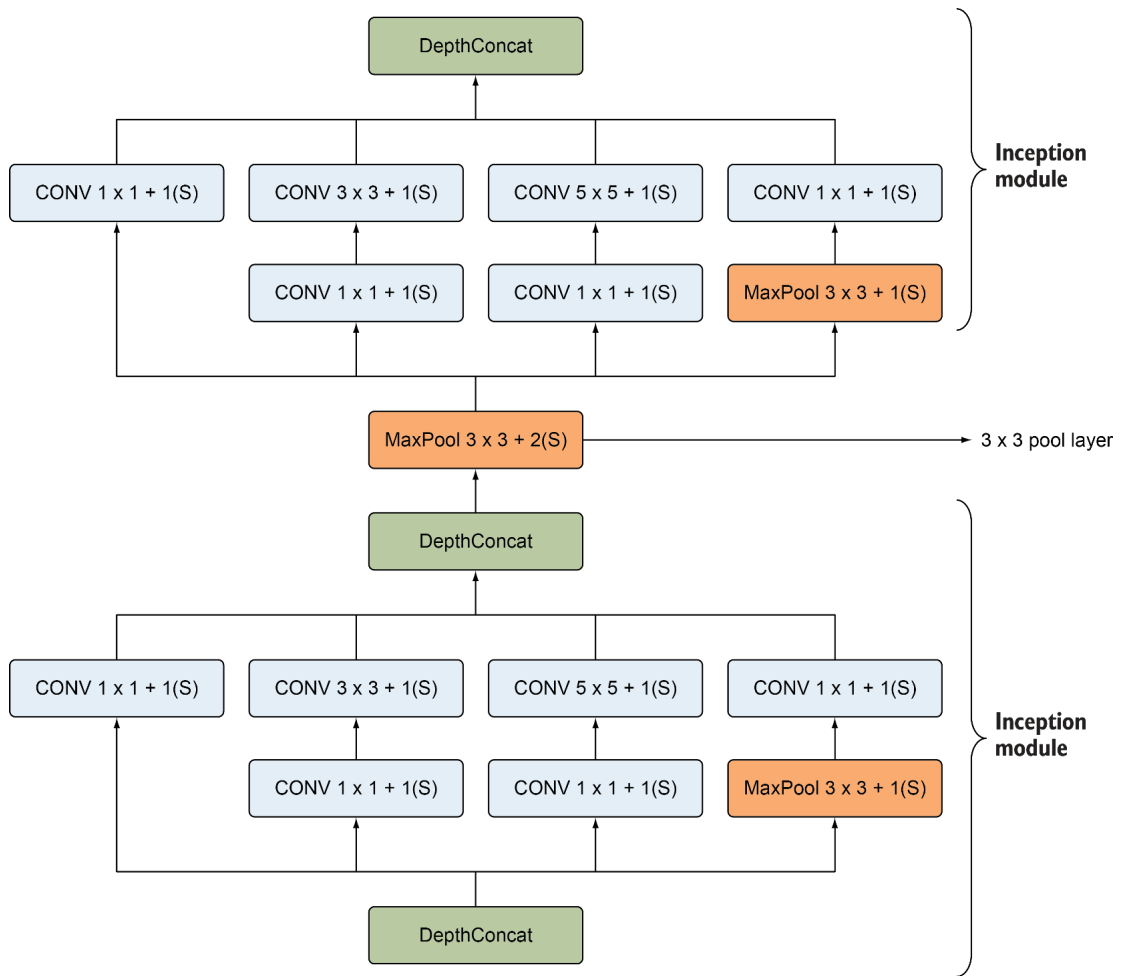 DepthConcat
CONV 1 x 1 + 1(S)
CONV 3 x 3 + 1(S)
CONV 5 x 5 + 1(S)
CONV 1 x 1 + 1(S)
Inception
module
CONV 1 x 1 + 1(S)
CONV 1 x 1 + 1(S)
MaxPool 3 x 3 + 1(S)
MaxPool 3 x 3 + 2(S)
3 x 3 pool layer
DepthConcat
CONV 1 x 1 + 1(S)
CONV 3 x 3 + 1(S)
CONV 5 x 5 + 1(S)
CONV 1 x 1 + 1(S)
Inception
module
CONV 1 x 1 + 1(S)
CONV 1 x 1 + 1(S)
MaxPool 3 x 3 + 1(S)
DepthConcat